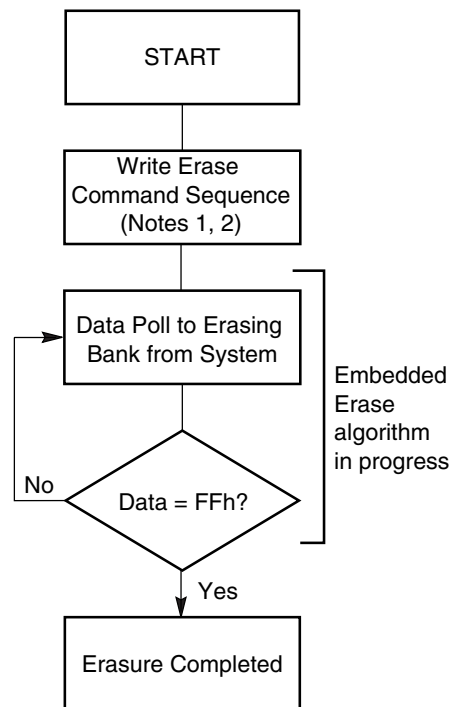 START
Write Erase
Command Sequence
(Notes 1, 2)
Data Poll to Erasing
Bank from System
Embedded
Erase
algorithm
in progress
No
Data = FFh?
Yes
Erasure Completed